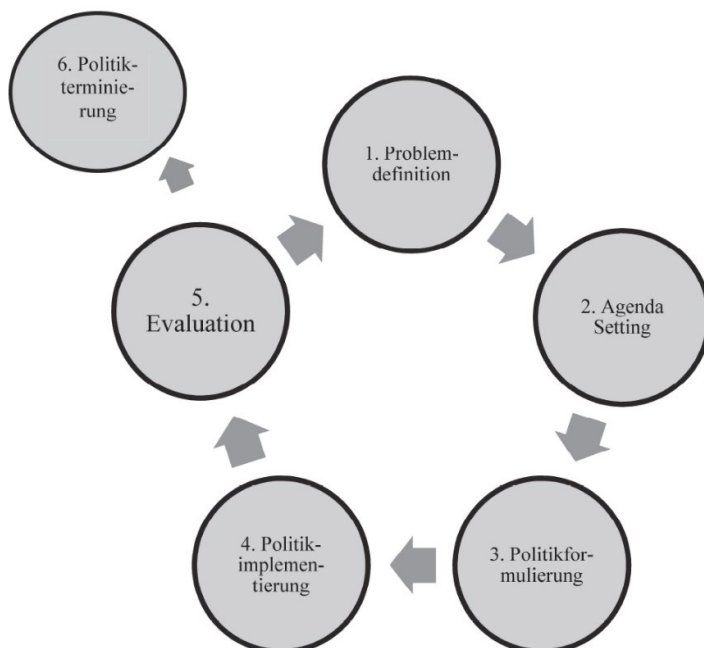 1. Problem-
definition
2. Agenda
Setting
3. Politikfor-
mulierung
4. Politik-
implemen-
tierung
5.
Evaluation
6. Politik-
terminie-
rung